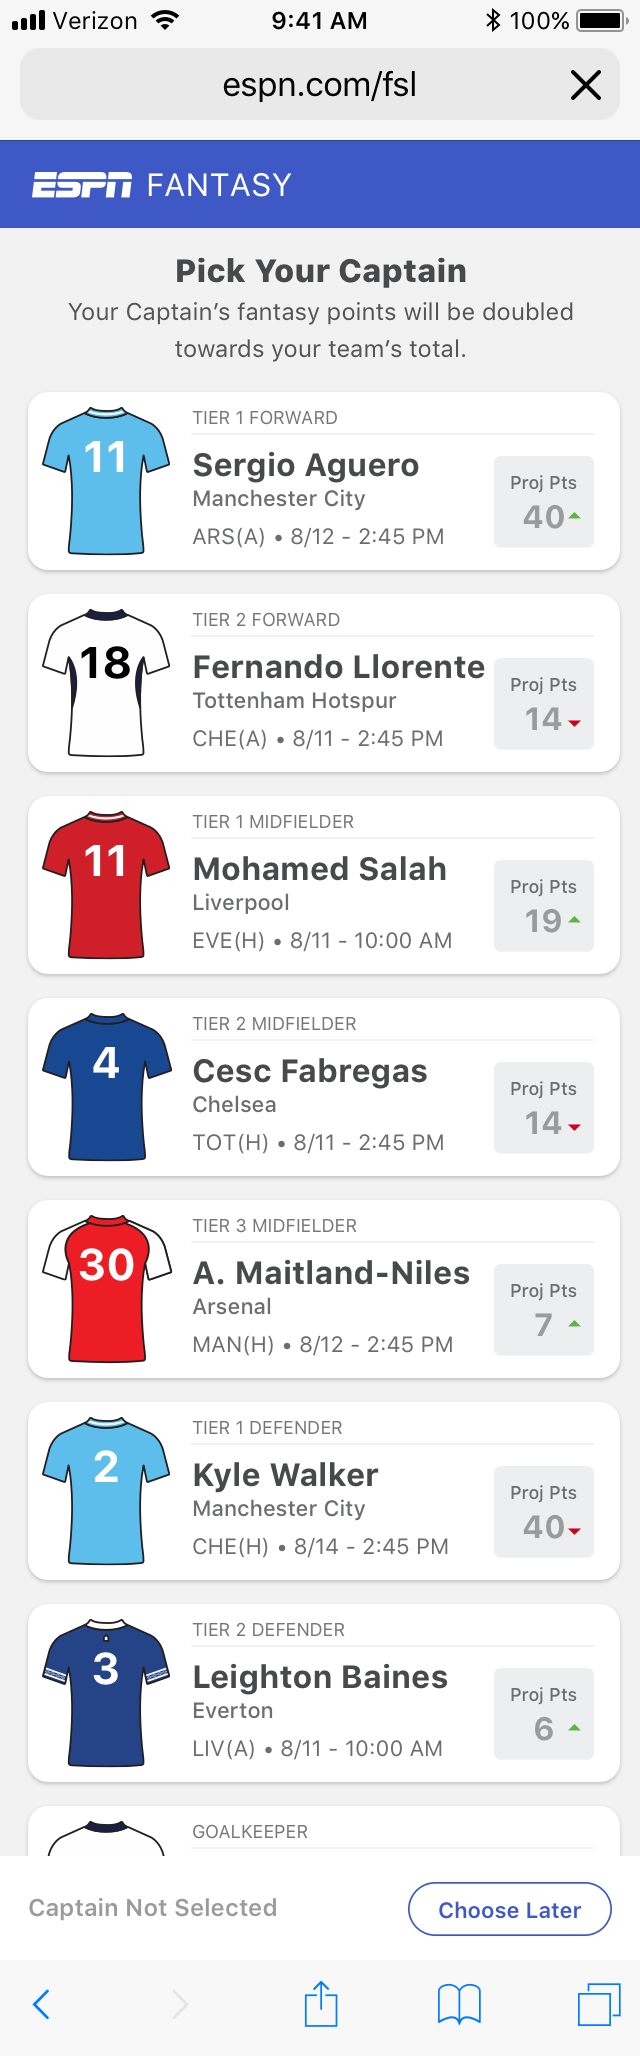 Verizon 9:41 AM 100%
espn.com/fsl
ESPN FANTASY
Pick Your Captain
Your Captain’s fantasy points will be doubled
towards your team’s total.
11
TIER 1 FORWARD
Sergio Aguero
Manchester City
ARS(A) • 8/12 - 2:45 PM
Proj Pts
40
18
TIER 2 FORWARD
Fernando Llorente
Tottenham Hotspur
CHE(A) • 8/11 - 2:45 PM
Proj Pts
14
11
TIER 1 MIDFIELDER
Mohamed Salah
Liverpool
EVE(H) • 8/11 - 10:00 AM
Proj Pts
19
4
TIER 2 MIDFIELDER
Cesc Fabregas
Chelsea
TOT(H) • 8/11 - 2:45 PM
Proj Pts
14
30
TIER 3 MIDFIELDER
A. Maitland-Niles
Arsenal
MAN(H) • 8/12 - 2:45 PM
Proj Pts
7
2
TIER 1 DEFENDER
Kyle Walker
Manchester City
CHE(H) • 8/14 - 2:45 PM
Proj Pts
40
3
TIER 2 DEFENDER
Leighton Baines
Everton
LIV(A) • 8/11 - 10:00 AM
Proj Pts
6
GOALKEEPER
Captain Not Selected
Choose Later